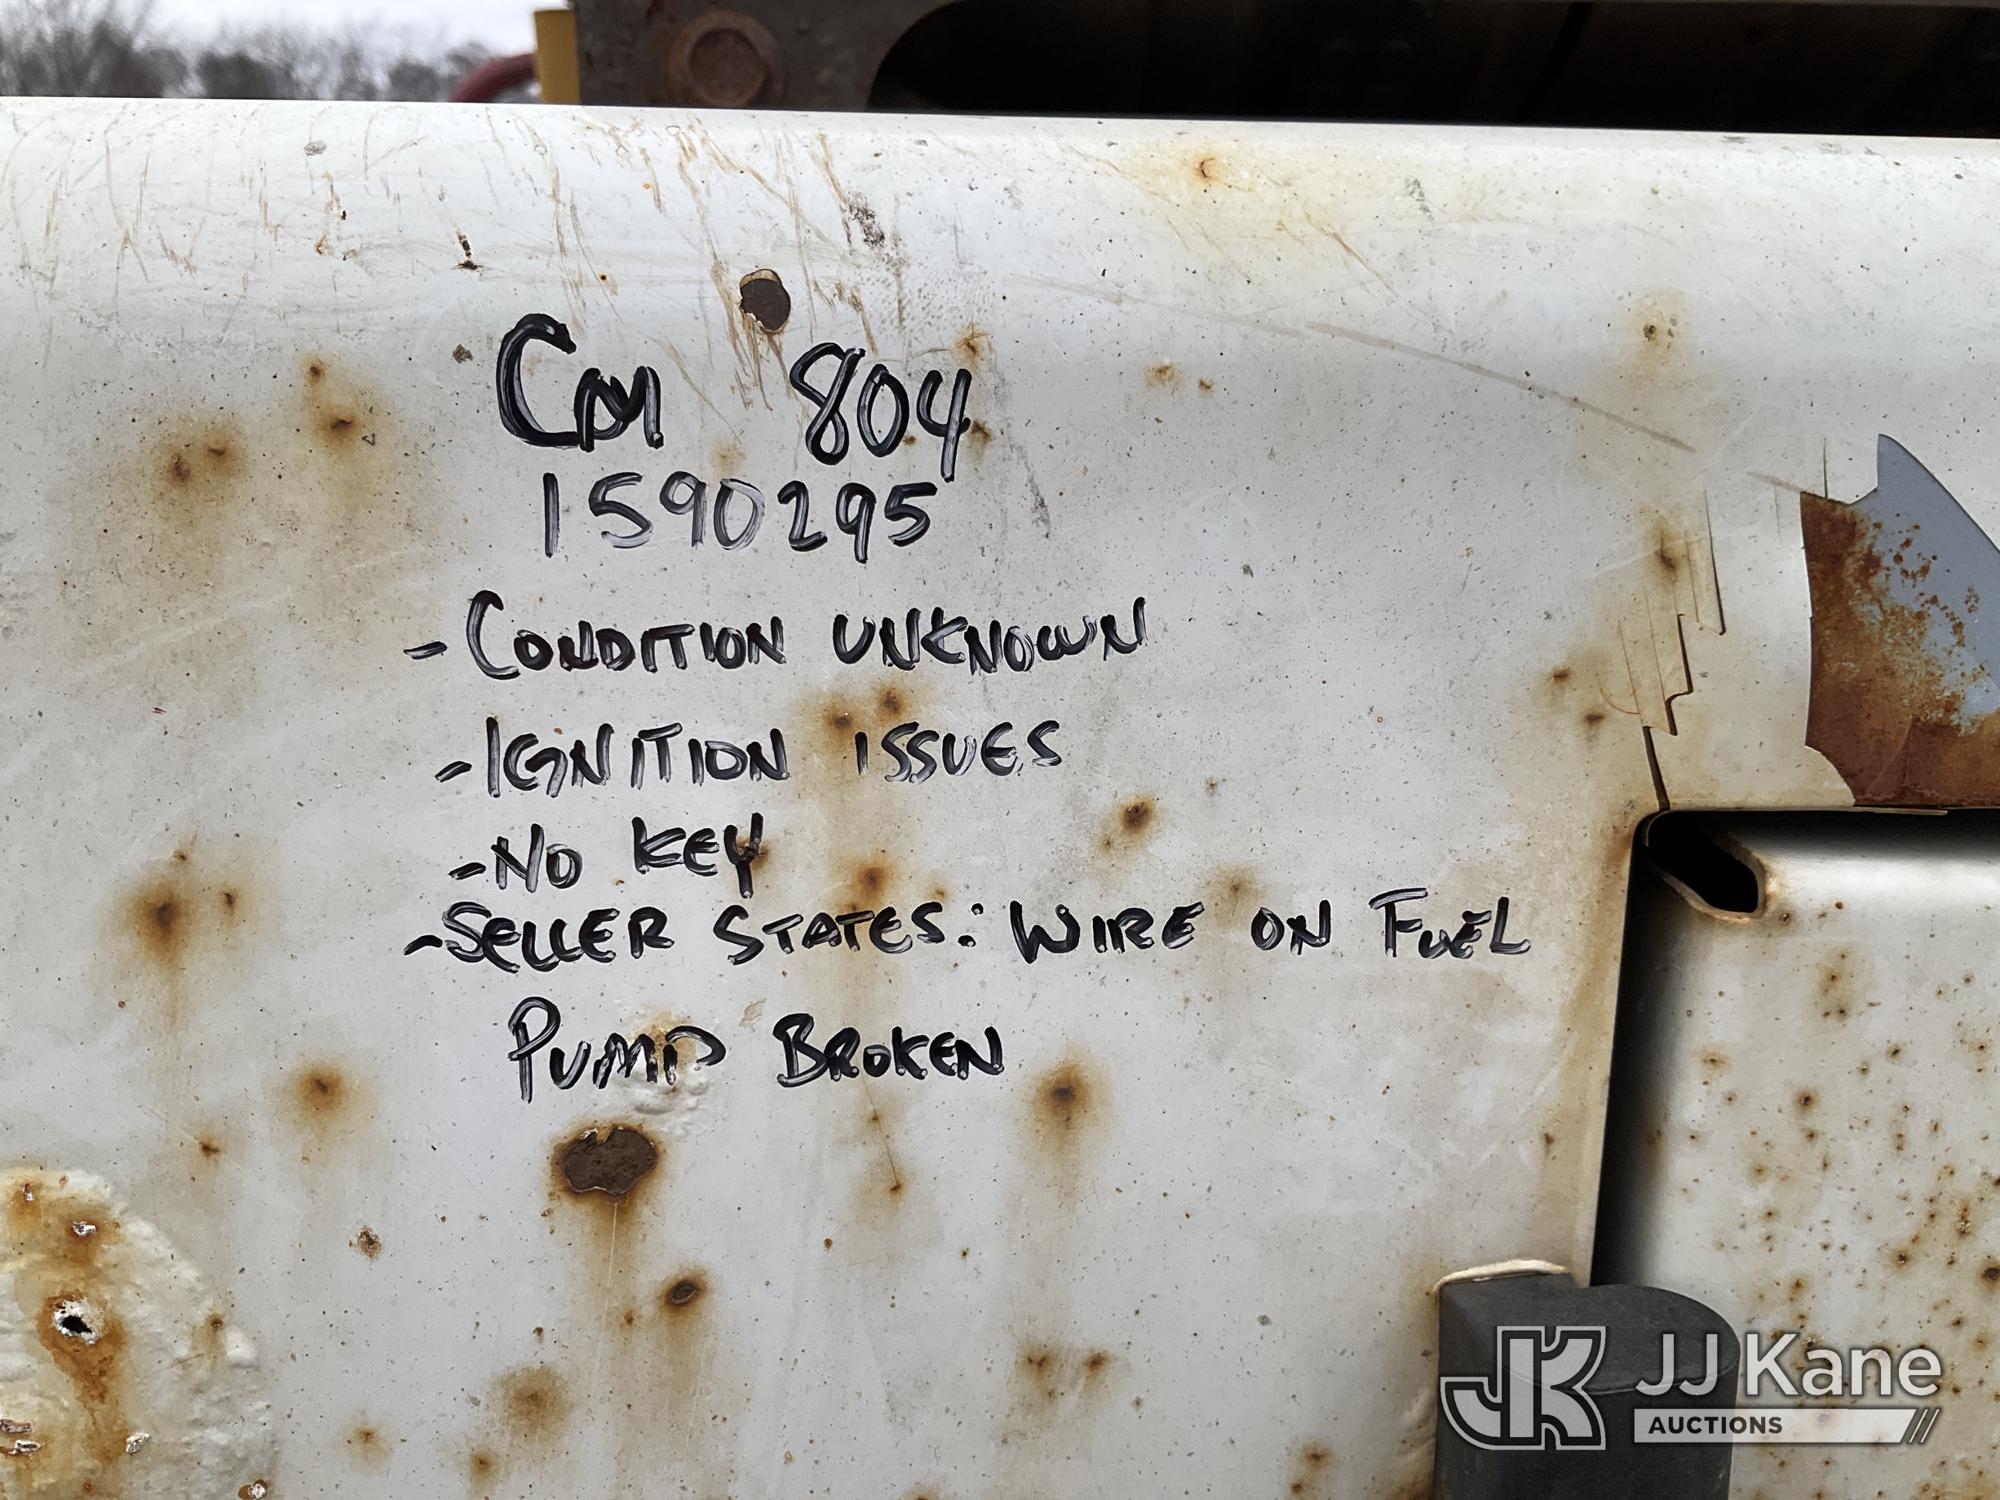 CM 804
1590295
- CONDITION UNKNOWN
- IGNITION ISSUES
- NO KEY
- SELLER STATES: WIRE ON FUEL
PUMP BROKEN
JK JJ Kane
AUCTIONS